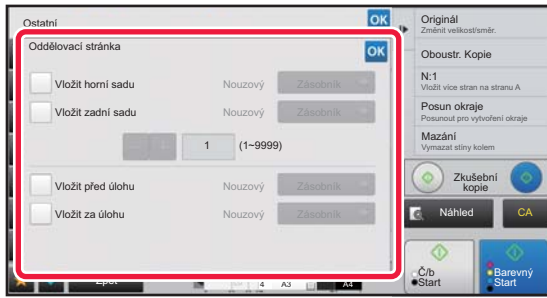 Ostatní
OK
Oddělovací stránka
OK
Vložit horní sadu
Nouzový
Zásobník
Vložit zadní sadu
Nouzový
Zásobník
1
(1~9999)
Vložit před úlohu
Nouzový
Zásobník
Vložit za úlohu
Nouzový
Zásobník
Zpět
4
A3
A4
Originál
Změnit velikost/směr.
Oboustr. Kopie
N:1
Vložit více stran na stranu A
Posun okraje
Posunout pro vytvoření okraje
Mazání
Vymazat stíny kolem
Zkušební
kopie
Náhled
CA
Č/b
Start
Barevný
Start